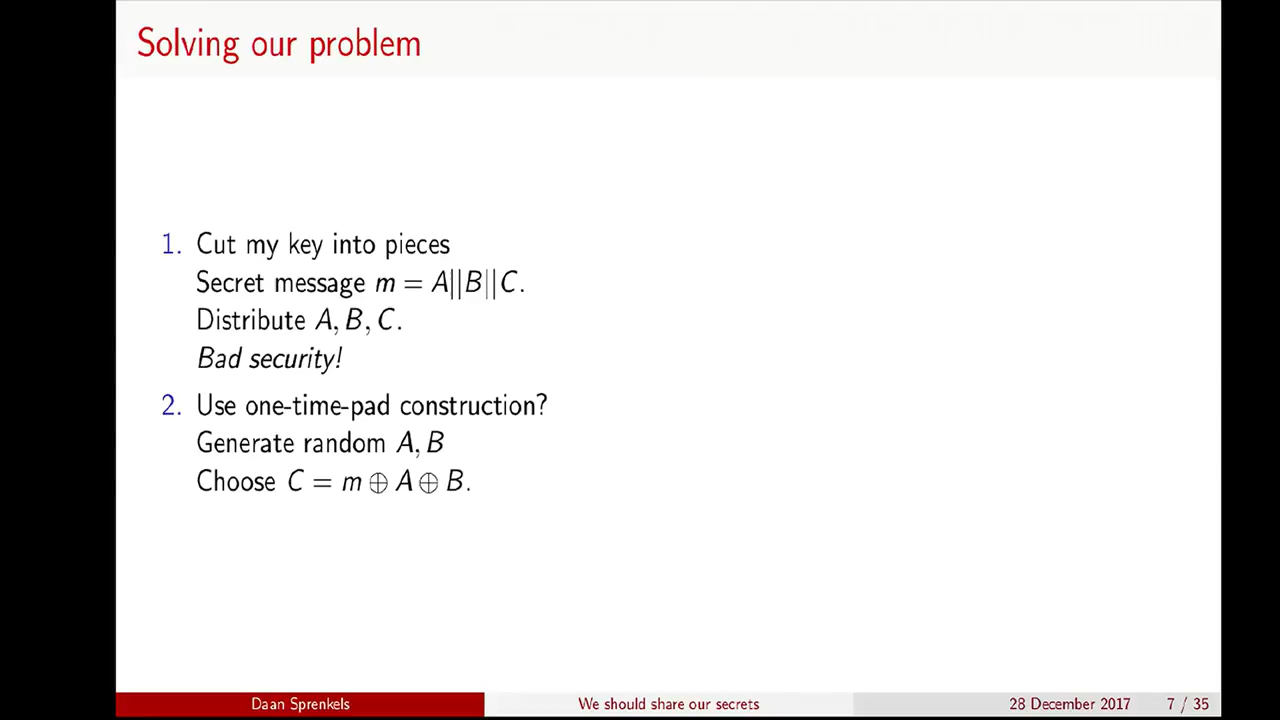 Solving our problem
1. Cut my key into pieces
Secret message m = A||B||C.
Distribute A, B, C.
Bad security!
2. Use one-time-pad construction?
Generate random A, B
Choose C = m ⊕ A ⊕ B.
Daan Sprenkels We should share our secrets 28 December 2017 7 / 35